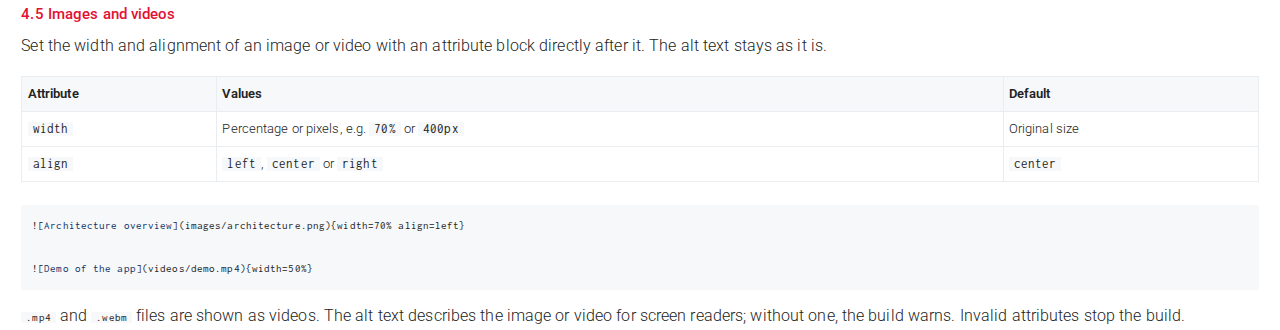 4.5 Images and videos
Set the width and alignment of an image or video with an attribute block directly after it. The alt text stays as it is.
Attribute Values Default
width Percentage or pixels, e.g. 70% or 400px Original size
align left, center or right center
![Architecture overview](images/architecture.png){width=70% align=left}
![Demo of the app](videos/demo.mp4){width=50%}
.mp4 and .webm files are shown as videos. The alt text describes the image or video for screen readers; without one, the build warns. Invalid attributes stop the build.